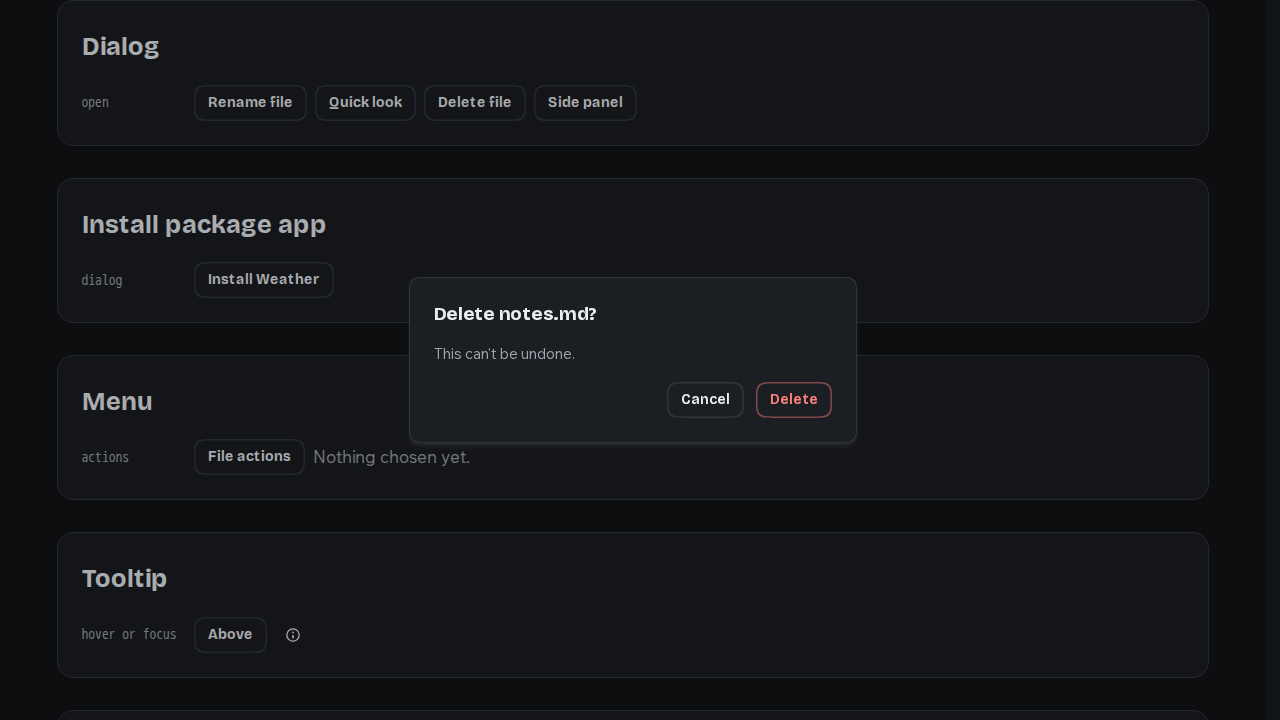 Dialog
open Rename file Quick look Delete file Side panel
Install package app
dialog Install Weather
Delete notes.md?
This can't be undone.
Cancel Delete
Menu
actions File actions Nothing chosen yet.
Tooltip
hover or focus Above